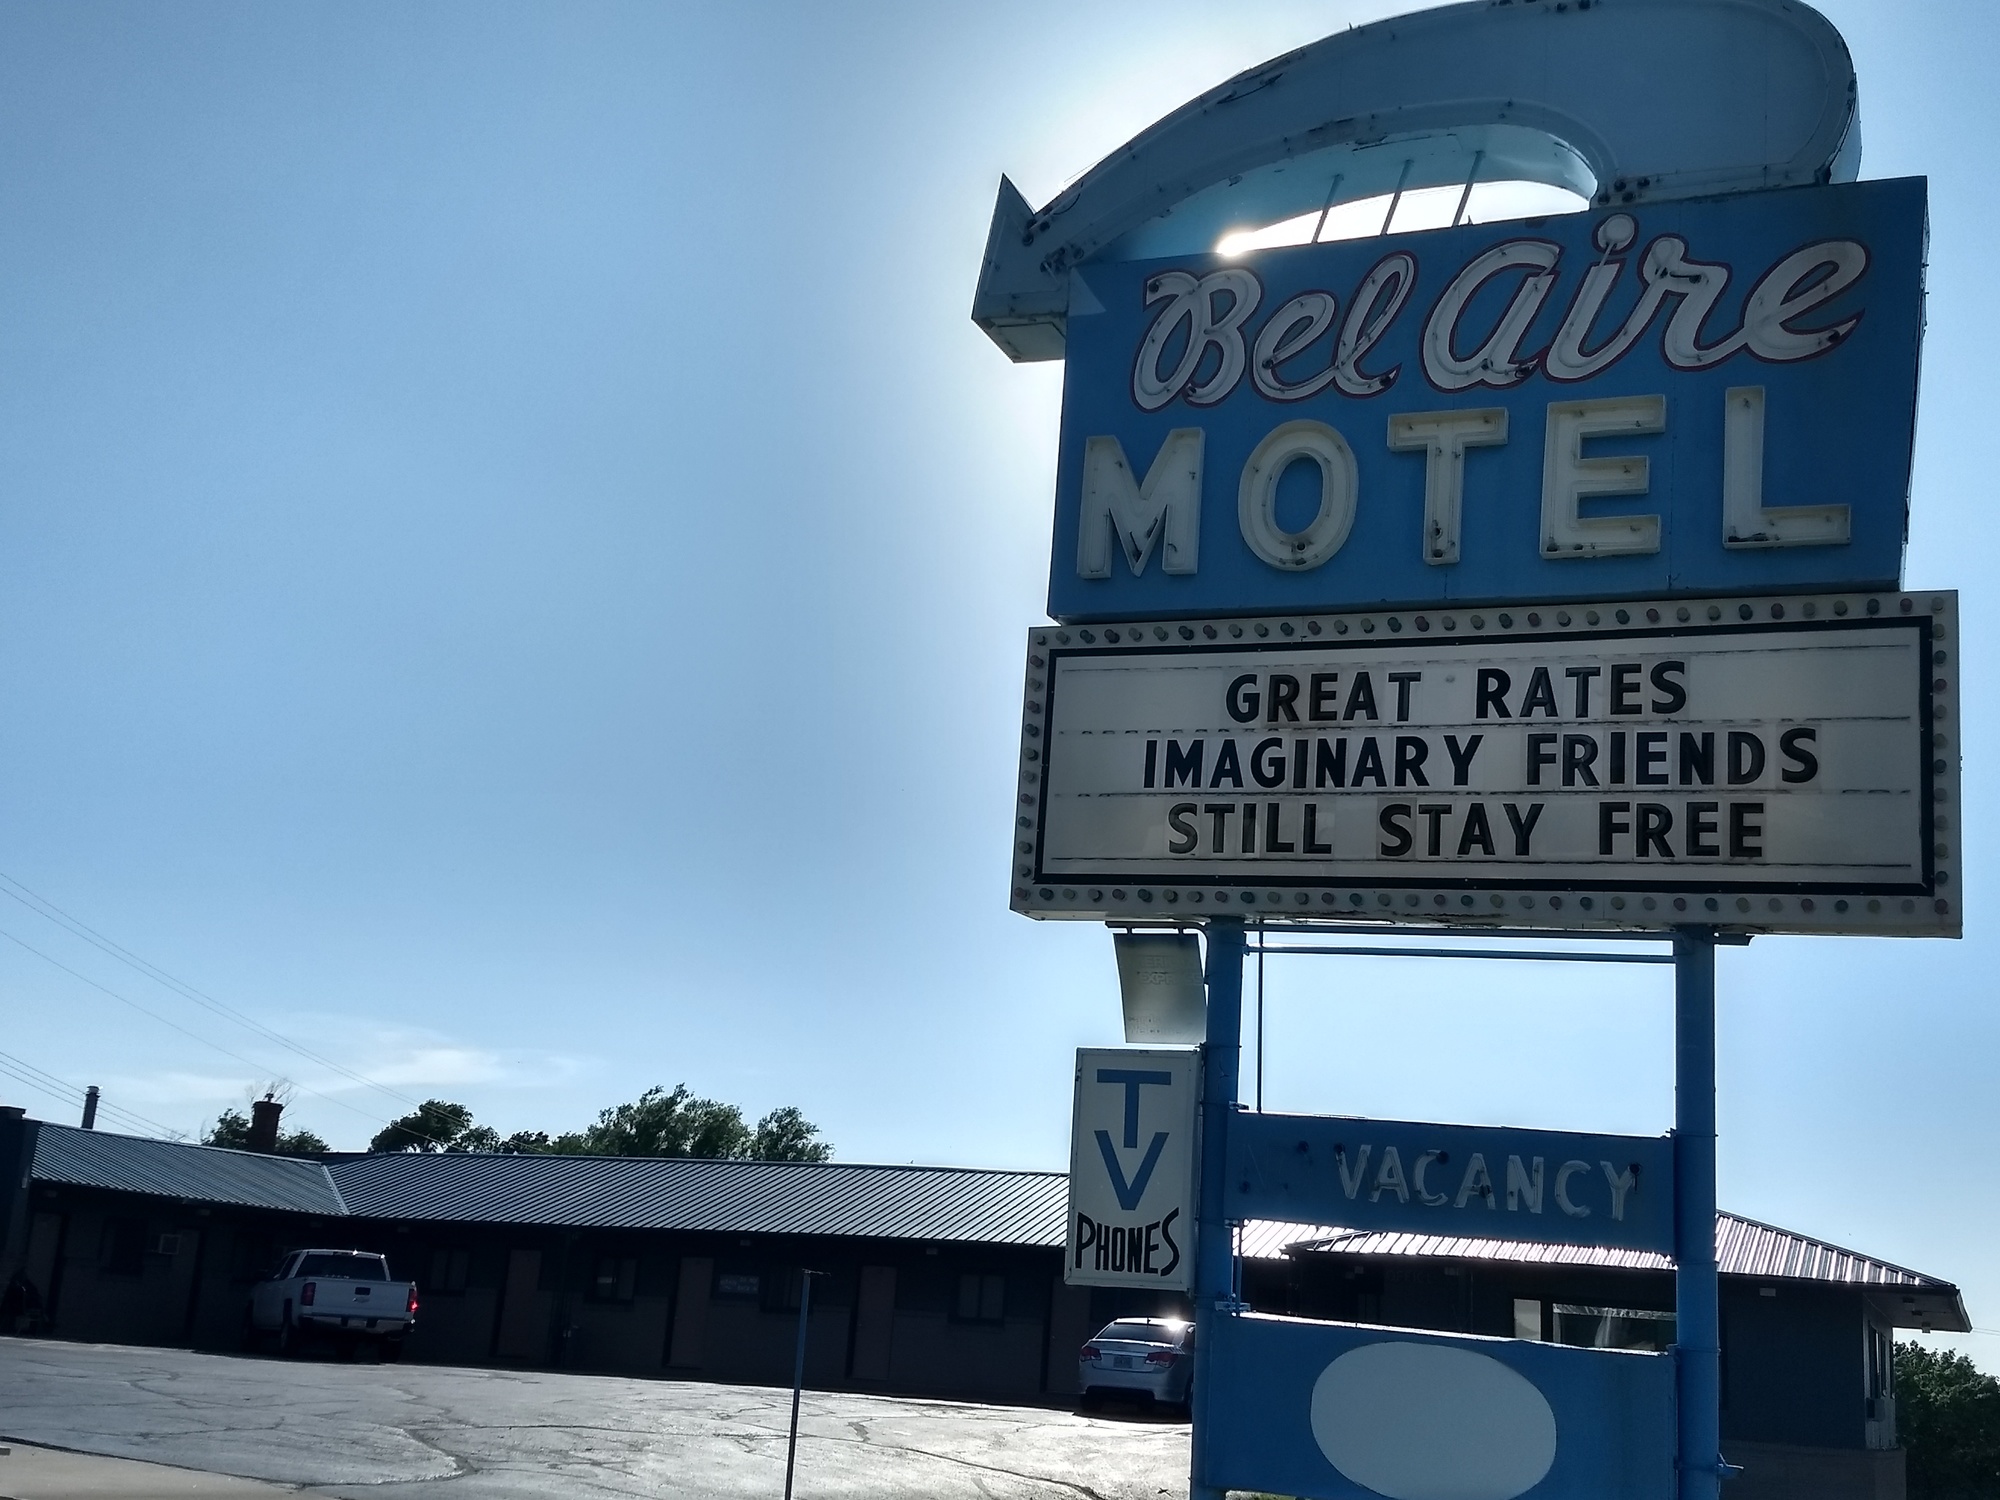 Bel Aire
MOTEL
GREAT RATES
IMAGINARY FRIENDS
STILL STAY FREE
TV
PHONES
VACANCY